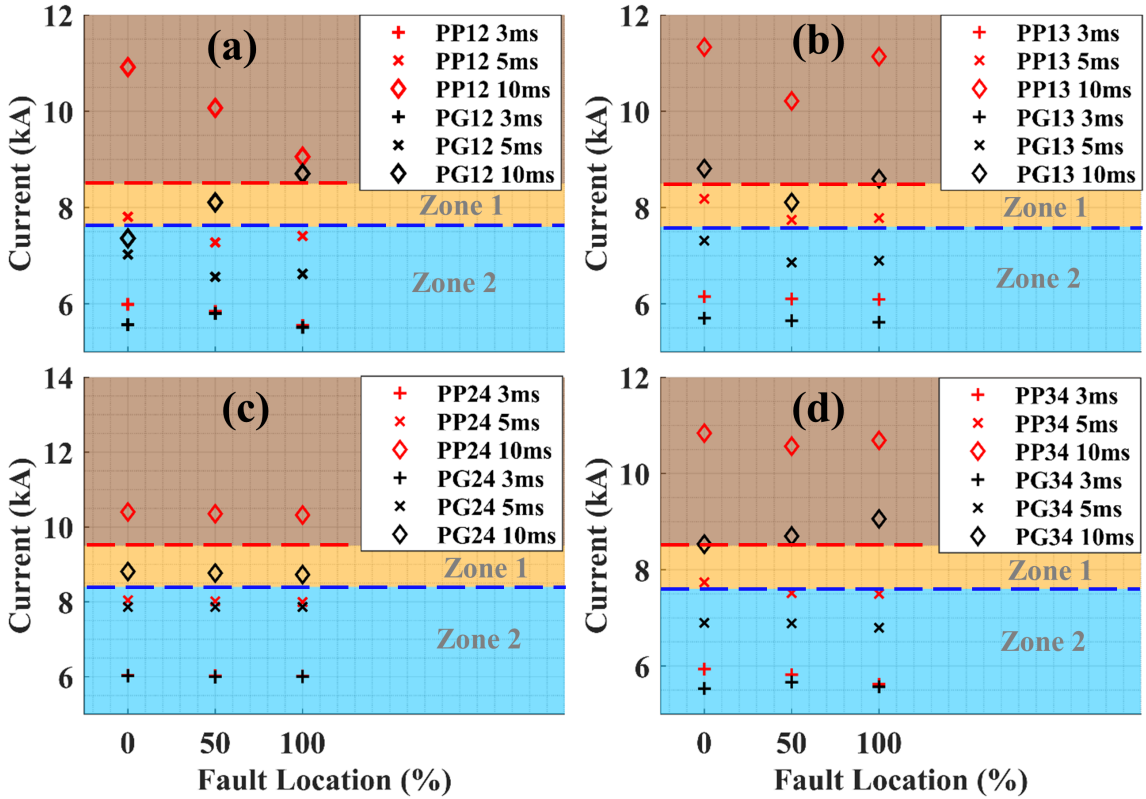 12
10
8
6
Current (kA)
(a)
PP12 3ms
PP12 5ms
PP12 10ms
PG12 3ms
PG12 5ms
PG12 10ms
Zone 1
Zone 2
12
10
8
6
Current (kA)
(b)
PP13 3ms
PP13 5ms
PP13 10ms
PG13 3ms
PG13 5ms
PG13 10ms
Zone 1
Zone 2
14
12
10
8
6
Current (kA)
(c)
PP24 3ms
PP24 5ms
PP24 10ms
PG24 3ms
PG24 5ms
PG24 10ms
Zone 1
Zone 2
0 50 100
Fault Location (%)
12
10
8
6
Current (kA)
(d)
PP34 3ms
PP34 5ms
PP34 10ms
PG34 3ms
PG34 5ms
PG34 10ms
Zone 1
Zone 2
0 50 100
Fault Location (%)